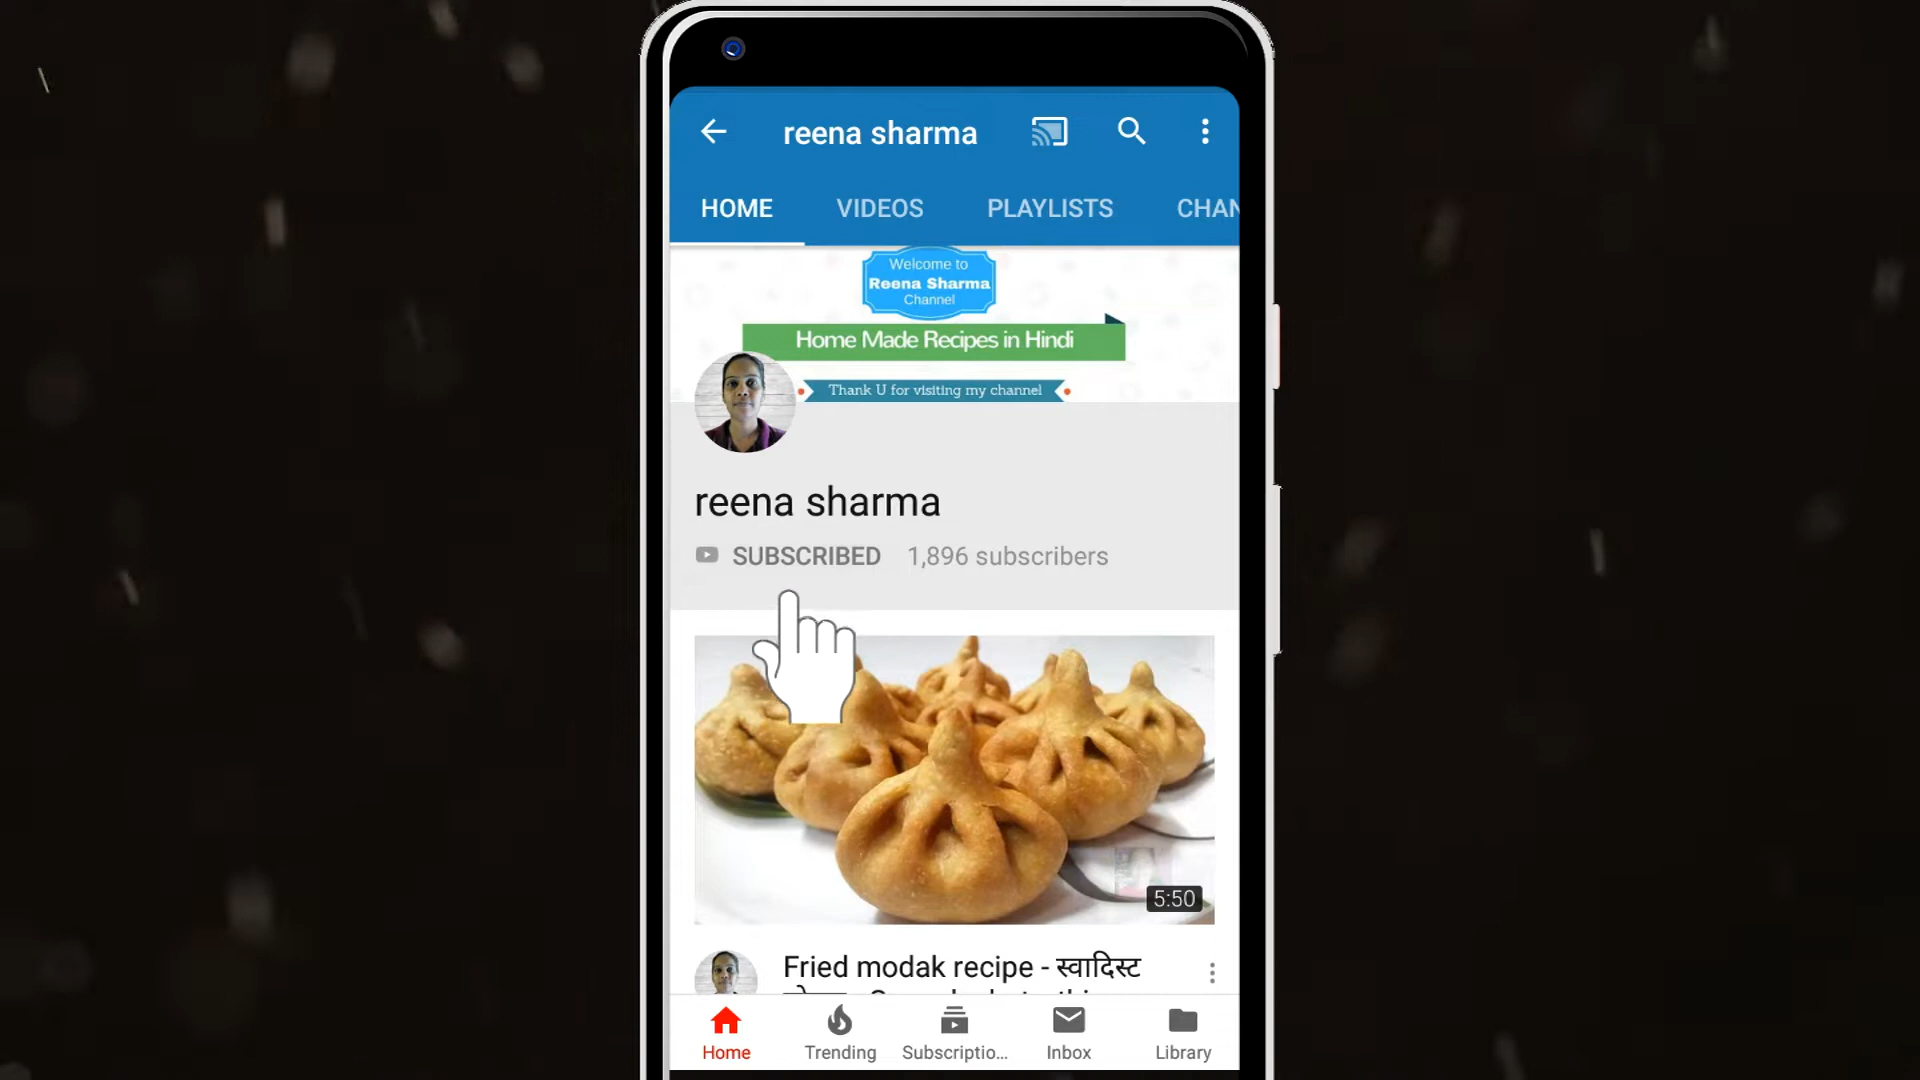 reena sharma
HOME VIDEOS PLAYLISTS CHAN
Welcome to
Reena Sharma
Channel
Home Made Recipes in Hindi
Thank U for visiting my channel
reena sharma
SUBSCRIBED 1,896 subscribers
5:50
Fried modak recipe - स्वादिस्ट
Home Trending Subscriptio... Inbox Library